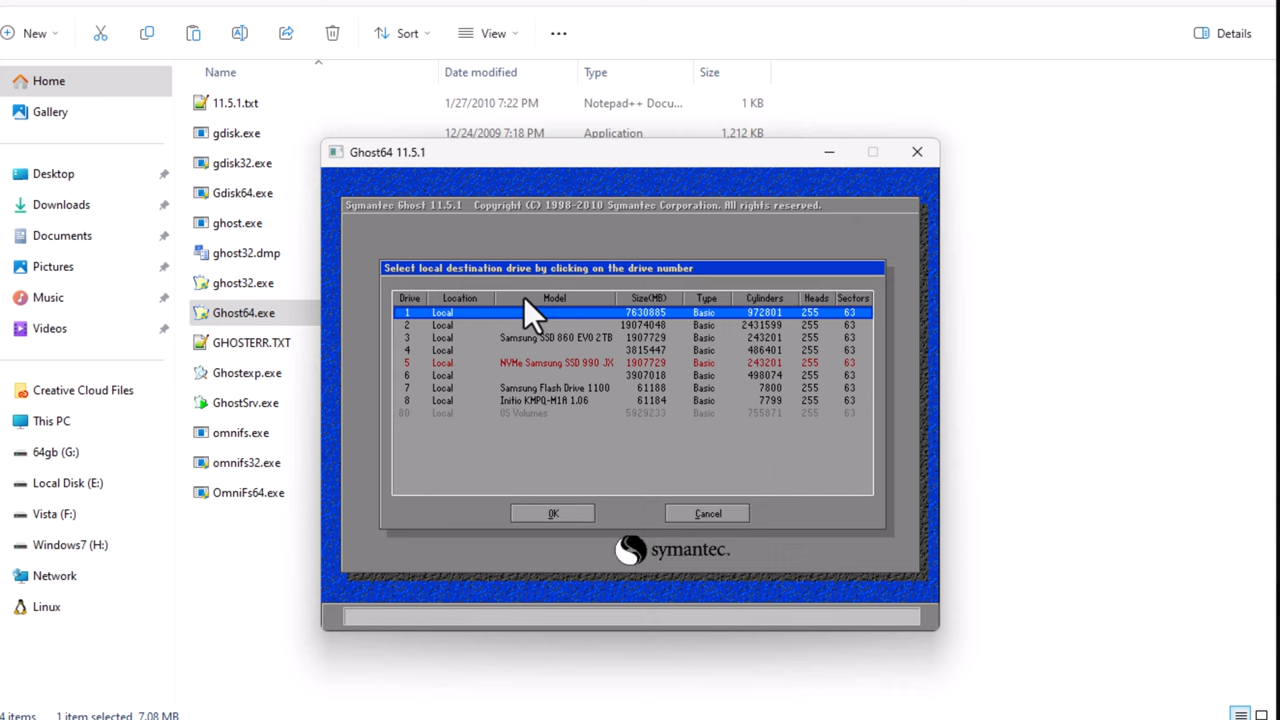 New
Sort
View
Details
Name Date modified Type Size
Home
Gallery
Desktop
Downloads
Documents
Pictures
Music
Videos
Creative Cloud Files
This PC
64gb (G:)
Local Disk (E:)
Vista (F:)
Windows7 (H:)
Network
Linux
11.5.1.txt 1/27/2010 7:22 PM Notepad++ Docu... 1 KB
gdisk.exe 12/24/2009 7:18 PM Application 1,212 KB
gdisk32.exe
Gdisk64.exe
ghost.exe
ghost32.dmp
ghost32.exe
Ghost64.exe
GHOSTERR.TXT
Ghostexp.exe
GhostSrv.exe
omnifs.exe
omnifs32.exe
OmniFs64.exe
Ghost64 11.5.1
Symantec Ghost 11.5.1 Copyright (C) 1998-2010 Symantec Corporation. All rights reserved.
Select local destination drive by clicking on the drive number
Drive Location Model Size(MB) Type Cylinders Heads Sectors
1 Local 7630885 Basic 972801 255 63
2 Local 19074048 Basic 2431599 255 63
3 Local Samsung SSD 860 EVO 2TB 1907729 Basic 243201 255 63
4 Local 3815447 Basic 486401 255 63
5 Local NVMe Samsung SSD 990 JX 1907729 Basic 243201 255 63
6 Local 3907018 Basic 498074 255 63
7 Local Samsung Flash Drive 1100 61188 Basic 7800 255 63
8 Local Initio KMPQ-M1A 1.06 61184 Basic 7799 255 63
80 Local OS Volumes 5929233 Basic 755871 255 63
OK Cancel
symantec.
1 item selected 7.08 MB